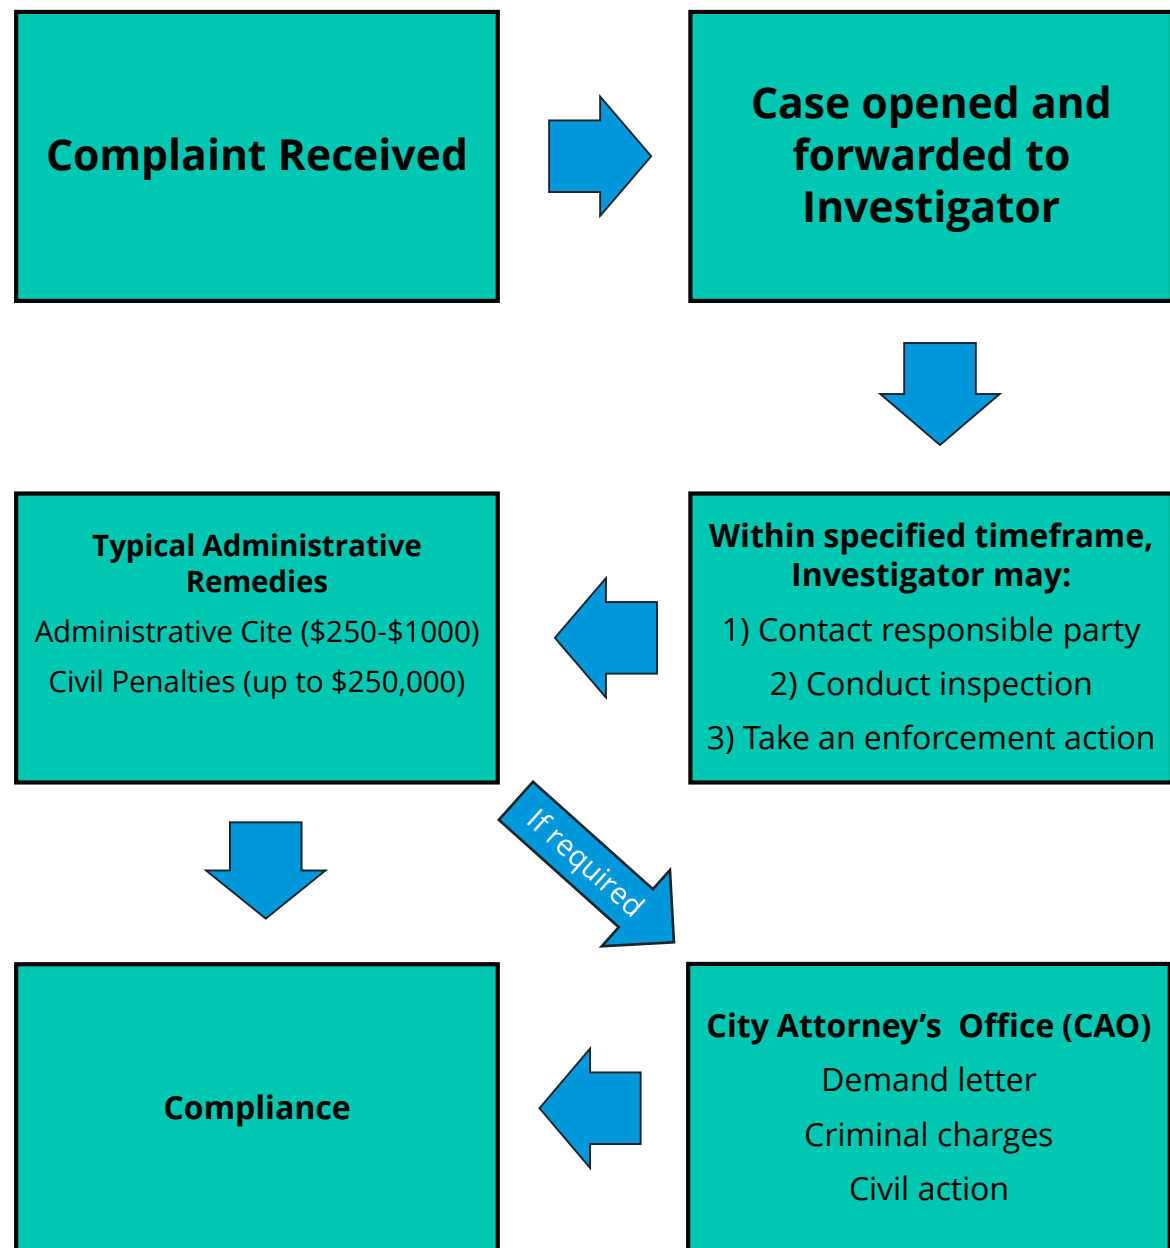 Complaint Received
Case opened and
forwarded to
Investigator
Within specified timeframe,
Investigator may:
1) Contact responsible party
2) Conduct inspection
3) Take an enforcement action
Typical Administrative
Remedies
Administrative Cite ($250-$1000)
Civil Penalties (up to $250,000)
If required
City Attorney’s  Office (CAO)
Demand letter
Criminal charges
Civil action
Compliance